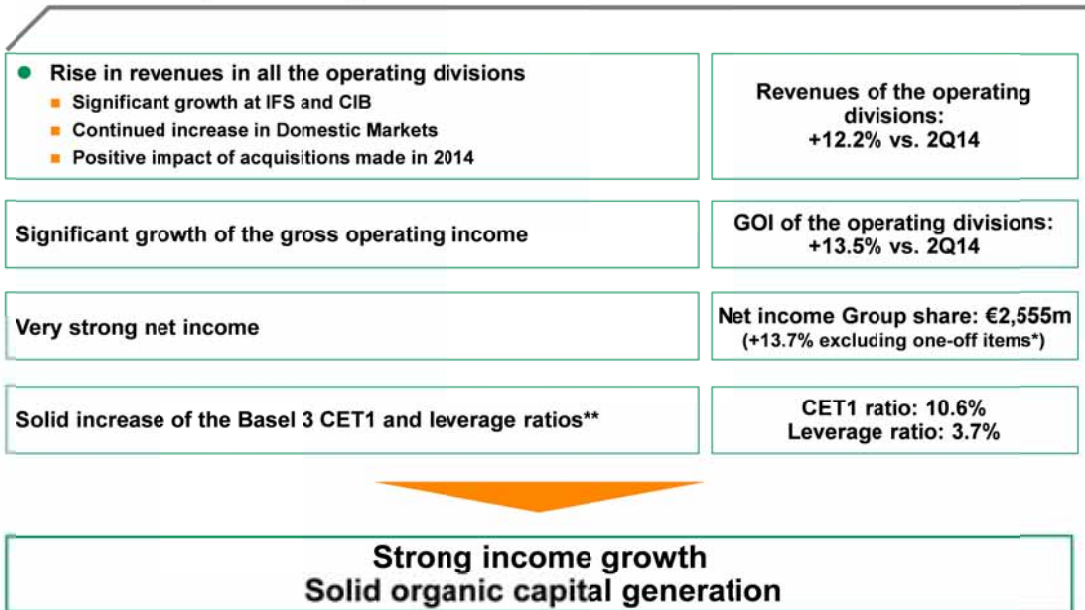 Rise in revenues in all the operating divisions
Significant growth at IFS and CIB
Continued increase in Domestic Markets
Positive impact of acquisitions made in 2014
Revenues of the operating
divisions:
+12.2% vs. 2Q14
Significant growth of the gross operating income
GOI of the operating divisions:
+13.5% vs. 2Q14
Very strong net income
Net income Group share: €2,555m
(+13.7% excluding one-off items*)
Solid increase of the Basel 3 CET1 and leverage ratios**
CET1 ratio: 10.6%
Leverage ratio: 3.7%
Strong income growth
Solid organic capital generation